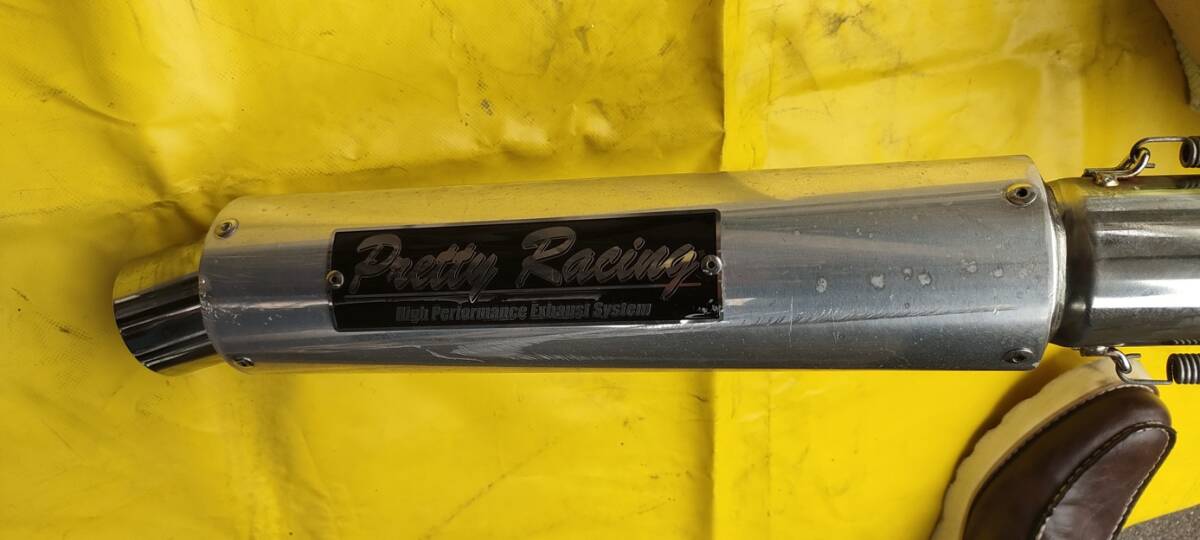 Pretty Racing
High Performance Exhaust System